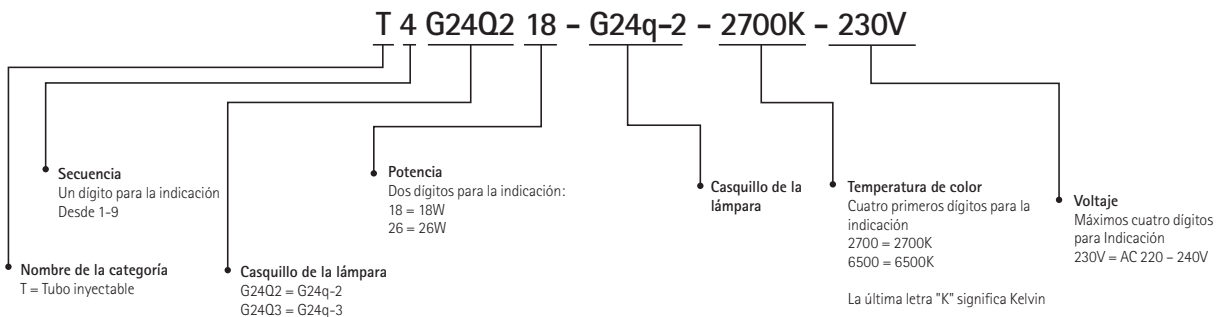 T 4 G24Q2 18 - G24q-2 - 2700K - 230V
Secuencia
Un dígito para la indicación
Desde 1-9
Potencia
Dos dígitos para la indicación:
18 = 18W
26 = 26W
Casquillo de la
lámpara
Temperatura de color
Cuatro primeros dígitos para la
indicación
2700 = 2700K
6500 = 6500K
La última letra "K" significa Kelvin
Voltaje
Máximos cuatro dígitos
para Indicación
230V = AC 220 - 240V
Nombre de la categoría
T = Tubo inyectable
Casquillo de la lámpara
G24Q2 = G24q-2
G24Q3 = G24q-3